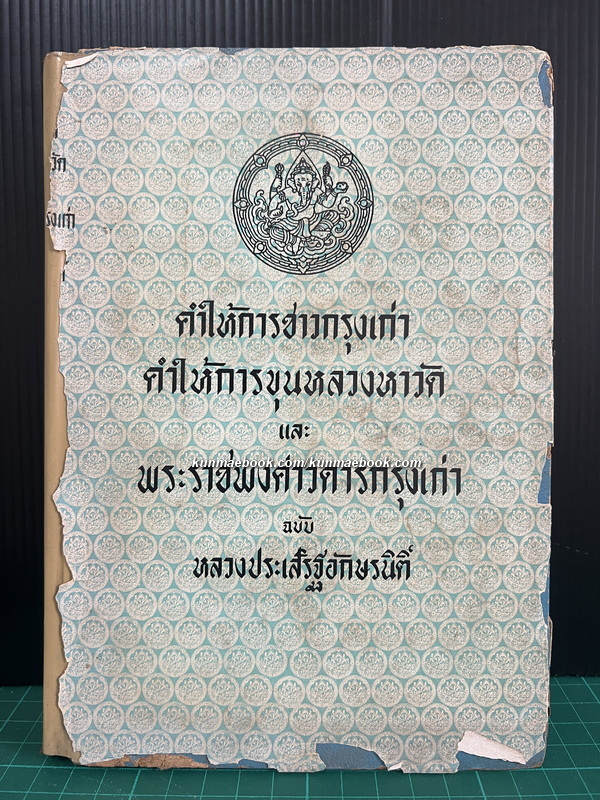 คำให้การชาวกรุงเก่า
คำให้การขุนหลวงหาวัด
และ
พระราชพงศาวดารกรุงเก่า
kunmaebook.com/kunmaebook.com
ฉบับ
หลวงประเสริฐอักษรนิติ์